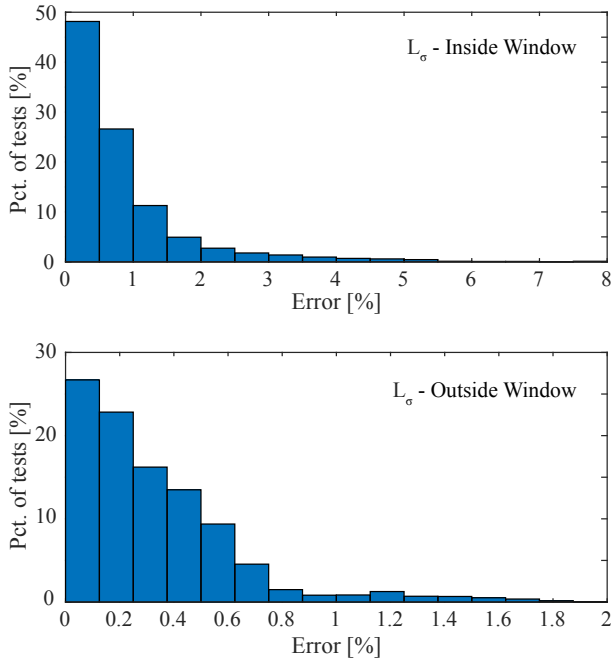 50
40
30
20
10
0
Pct. of tests [%]
L_σ - Inside Window
0 1 2 3 4 5 6 7 8
Error [%]
30
20
10
0
Pct. of tests [%]
L_σ - Outside Window
0 0.2 0.4 0.6 0.8 1 1.2 1.4 1.6 1.8 2
Error [%]